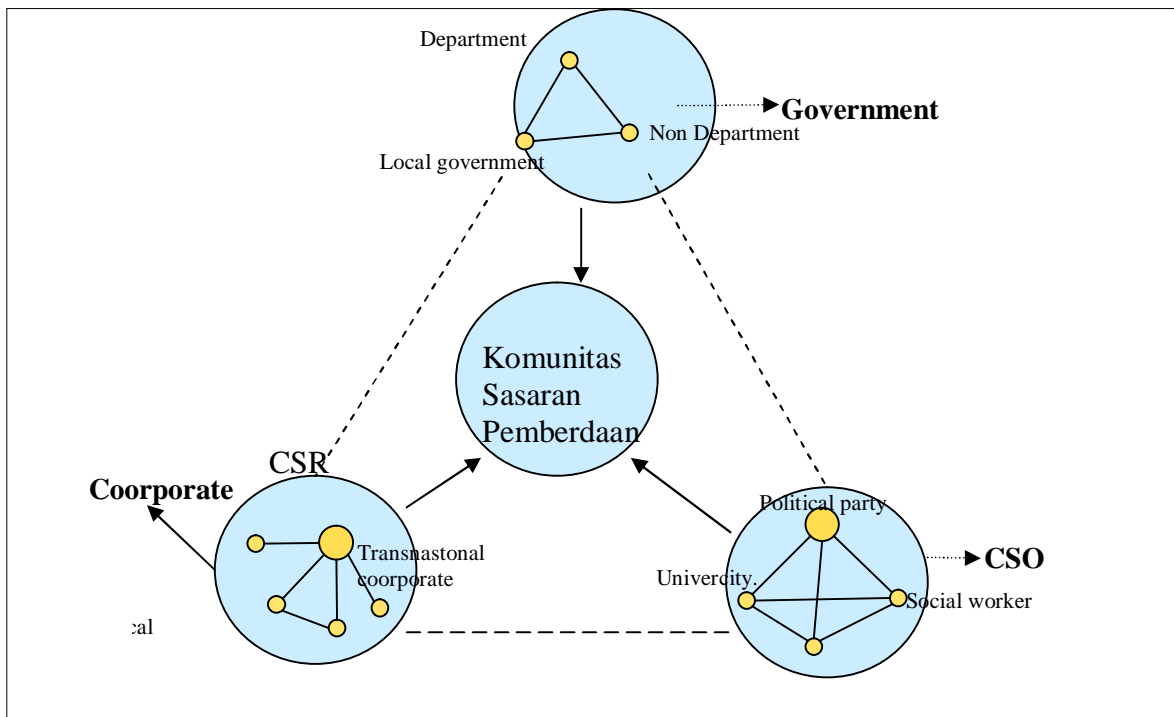 Department
Government
Non Department
Local government
Komunitas
Sasaran
Pemberdaan
CSR
Coorporate
Political party
Transnastonal
coorporate
CSO
Univercity.
Social worker